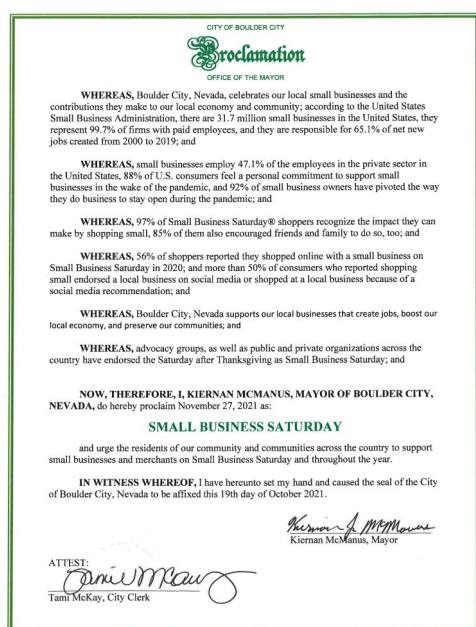 CITY OF BOULDER CITY
Proclamation
OFFICE OF THE MAYOR
WHEREAS, Boulder City, Nevada, celebrates our local small businesses and the
contributions they make to our local economy and community; according to the United States
Small Business Administration, there are 31.7 million small businesses in the United States, they
represent 99.7% of firms with paid employees, and they are responsible for 65.1% of net new
jobs created from 2000 to 2019; and
WHEREAS, small businesses employ 47.1% of the employees in the private sector in
the United States, 88% of U.S. consumers feel a personal commitment to support small
businesses in the wake of the pandemic, and 92% of small business owners have pivoted the way
they do business to stay open during the pandemic; and
WHEREAS, 97% of Small Business Saturday® shoppers recognize the impact they can
make by shopping small, 85% of them also encouraged friends and family to do so, too; and
WHEREAS, 56% of shoppers reported they shopped online with a small business on
Small Business Saturday in 2020; and more than 50% of consumers who reported shopping
small endorsed a local business on social media or shopped at a local business because of a
social media recommendation; and
WHEREAS, Boulder City, Nevada supports our local businesses that create jobs, boost our
local economy, and preserve our communities; and
WHEREAS, advocacy groups, as well as public and private organizations across the
country have endorsed the Saturday after Thanksgiving as Small Business Saturday; and
NOW, THEREFORE, I, KIERNAN MCMANUS, MAYOR OF BOULDER CITY,
NEVADA, do hereby proclaim November 27, 2021 as:
SMALL BUSINESS SATURDAY
and urge the residents of our community and communities across the country to support
small businesses and merchants on Small Business Saturday and throughout the year.
IN WITNESS WHEREOF, I have hereunto set my hand and caused the seal of the City
of Boulder City, Nevada to be affixed this 19th day of October 2021.
Kiernan J. McManus
Kiernan McManus, Mayor
ATTEST:
Tami McKay
Tami McKay, City Clerk